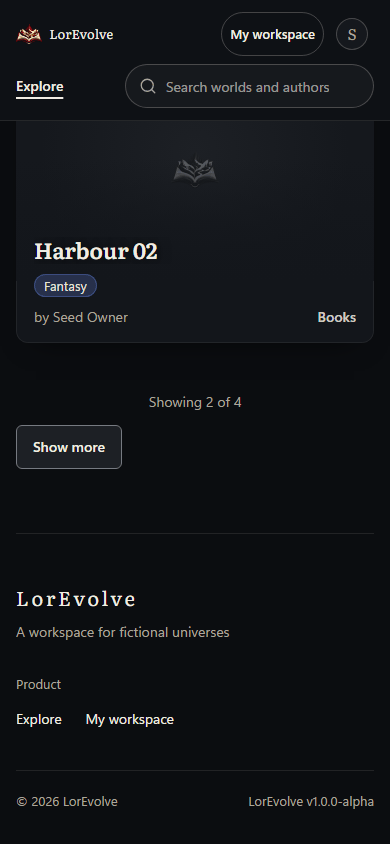 LorEvolve
My workspace
S
Explore
Search worlds and authors
Harbour 02
Fantasy
by Seed Owner
Books
Showing 2 of 4
Show more
LorEvolve
A workspace for fictional universes
Product
Explore
My workspace
© 2026 LorEvolve
LorEvolve v1.0.0-alpha